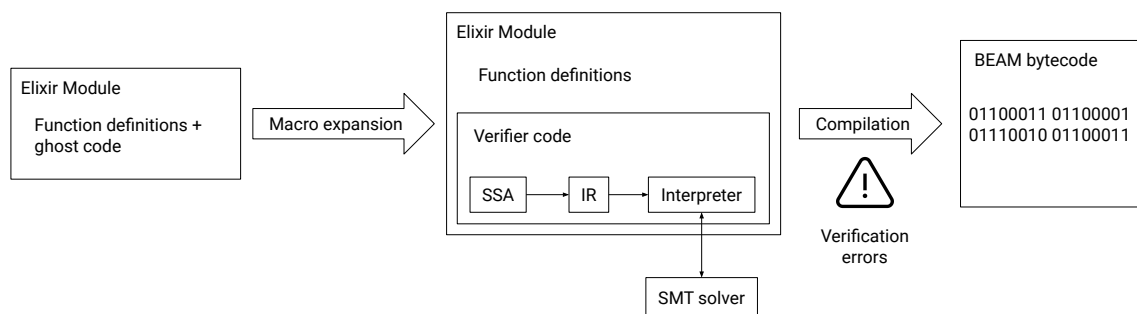 Elixir Module
Function definitions +
ghost code
Macro expansion
Elixir Module
Function definitions
Verifier code
SSA
IR
Interpreter
SMT solver
Compilation
Verification
errors
BEAM bytecode
01100011 01100001
01110010 01100011